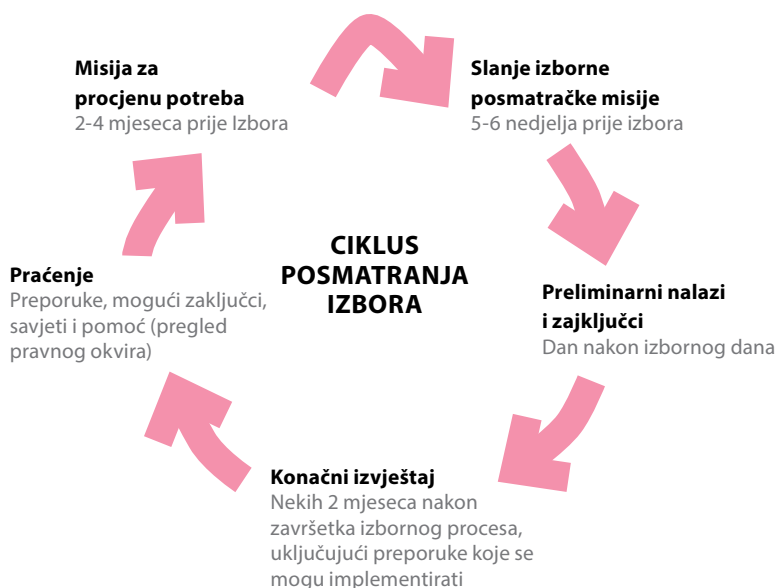 Misija za
procjenu potreba
2-4 mjeseca prije Izbora
Slanje izborne
posmatračke misije
5-6 nedjelja prije izbora
CIKLUS
POSMATRANJA
IZBORA
Preliminarni nalazi
i zajključci
Dan nakon izbornog dana
Konačni izvještaj
Nekih 2 mjeseca nakon
završetka izbornog procesa,
uključujući preporuke koje se
mogu implementirati
Praćenje
Preporuke, mogući zaključci,
savjeti i pomoć (pregled
pravnog okvira)